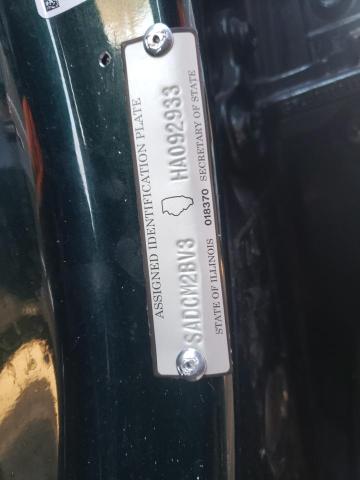 ASSIGNED IDENTIFICATION PLATE
SADCM2BV3 HA092933
STATE OF ILLINOIS 018370 SECRETARY OF STATE